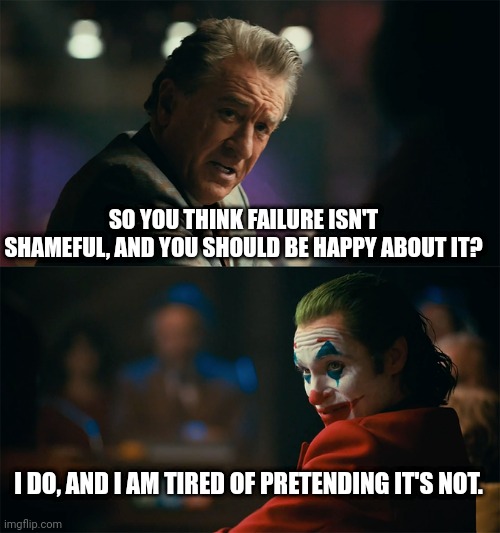 SO YOU THINK FAILURE ISN'T
SHAMEFUL, AND YOU SHOULD BE HAPPY ABOUT IT?
I DO, AND I AM TIRED OF PRETENDING IT'S NOT.
imgflip.com